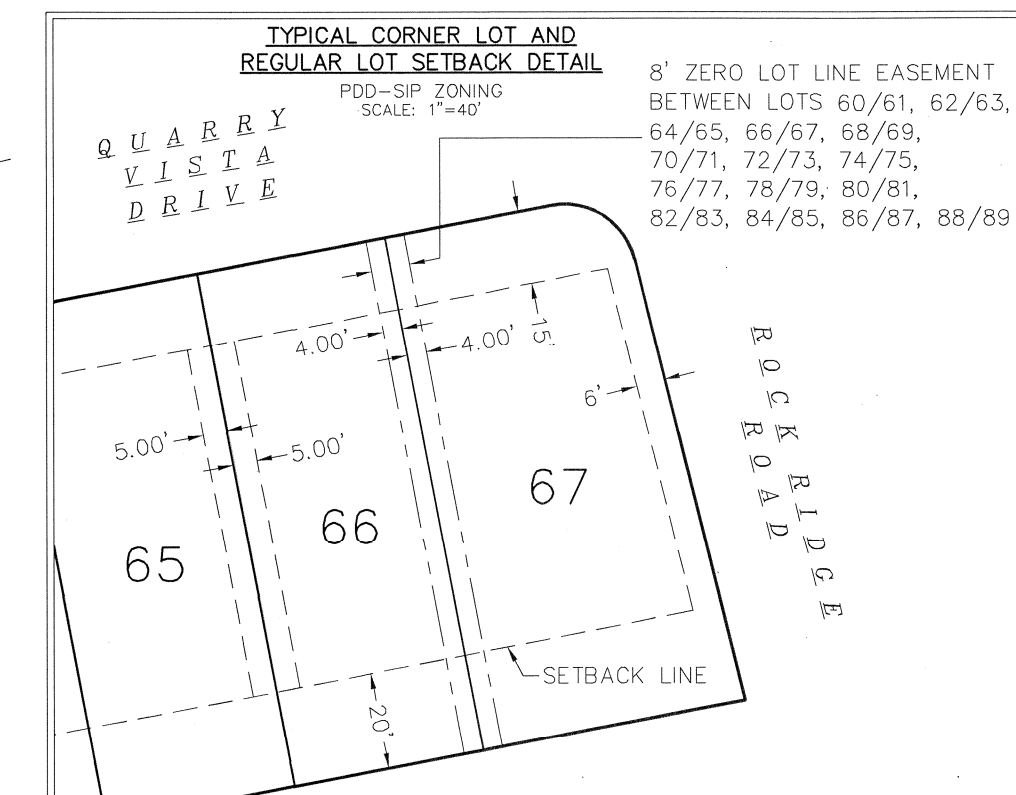 TYPICAL CORNER LOT AND
REGULAR LOT SETBACK DETAIL
PDD-SIP ZONING
SCALE: 1"=40'
8' ZERO LOT LINE EASEMENT
BETWEEN LOTS 60/61, 62/63,
64/65, 66/67, 68/69,
70/71, 72/73, 74/75,
76/77, 78/79, 80/81,
82/83, 84/85, 86/87, 88/89
QUARRY
VISTA
DRIVE
4.00'
4.00'
15'
6'
ROCK RIDGE
ROAD
5.00'
5.00'
65
66
67
20'
SETBACK LINE